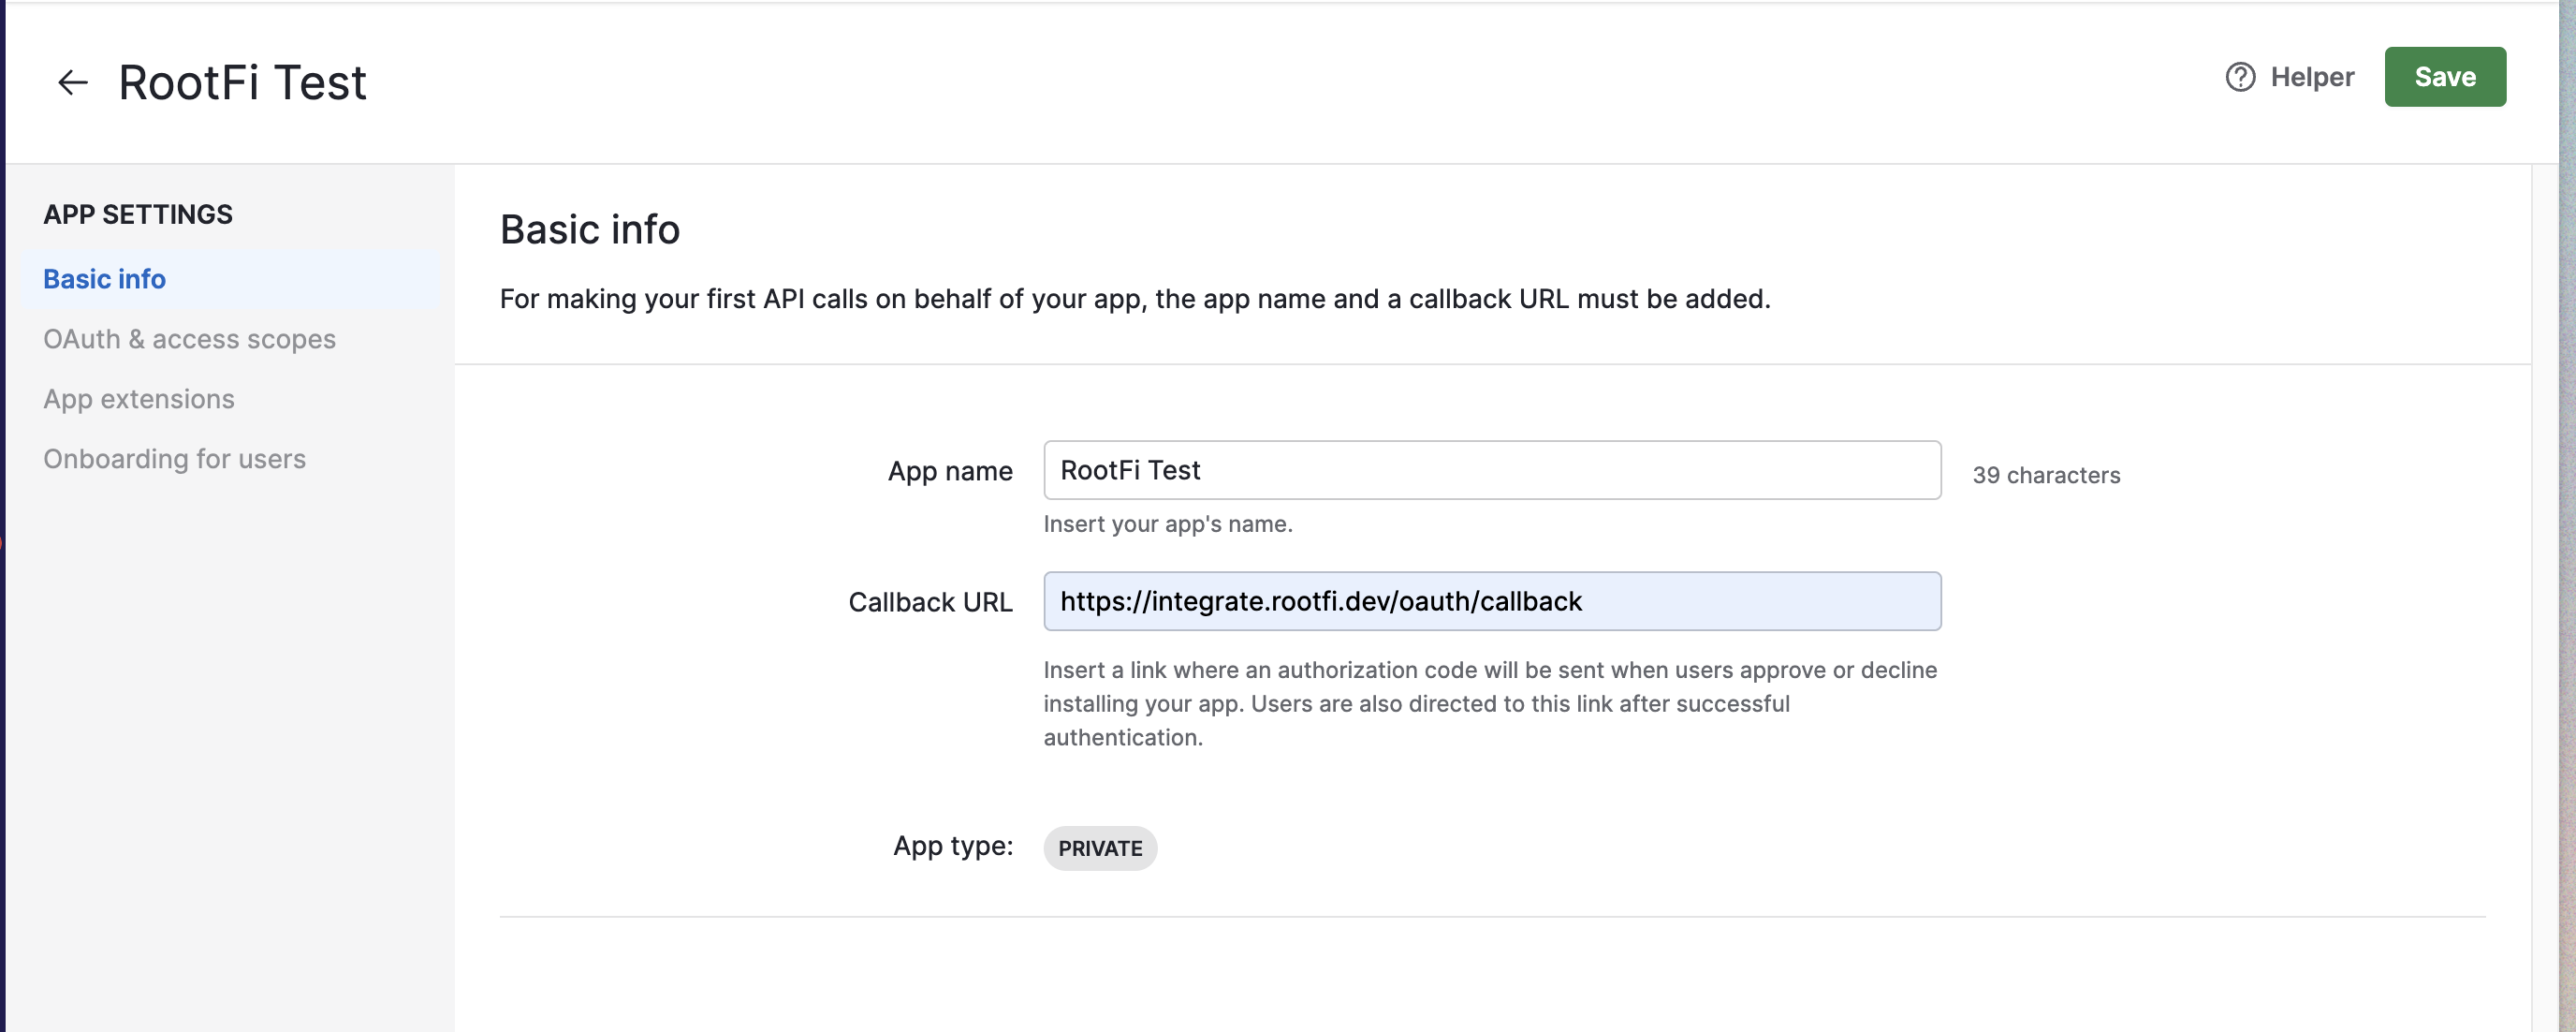 RootFi Test
Helper
Save
APP SETTINGS
Basic info
OAuth & access scopes
App extensions
Onboarding for users
Basic info
For making your first API calls on behalf of your app, the app name and a callback URL must be added.
App name
RootFi Test
39 characters
Insert your app's name.
Callback URL
https://integrate.rootfi.dev/oauth/callback
Insert a link where an authorization code will be sent when users approve or decline
installing your app. Users are also directed to this link after successful
authentication.
App type:
PRIVATE